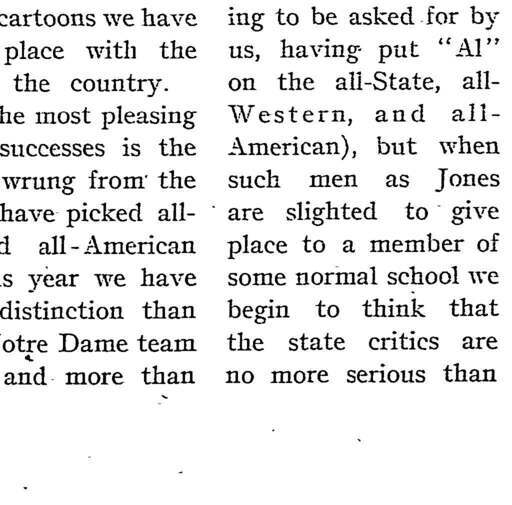 cartoons we have
place with the
the country.
most pleasing
successes is the
wrung from the
have picked all-
all-American
year we have
distinction than
Dame team
and more than
ing to be asked for by
us, having put "Al"
on the all-State, all-
Western, and all-
American), but when
such men as Jones
are slighted to give
place to a member of
some normal school we
begin to think that
the state critics are
no more serious than